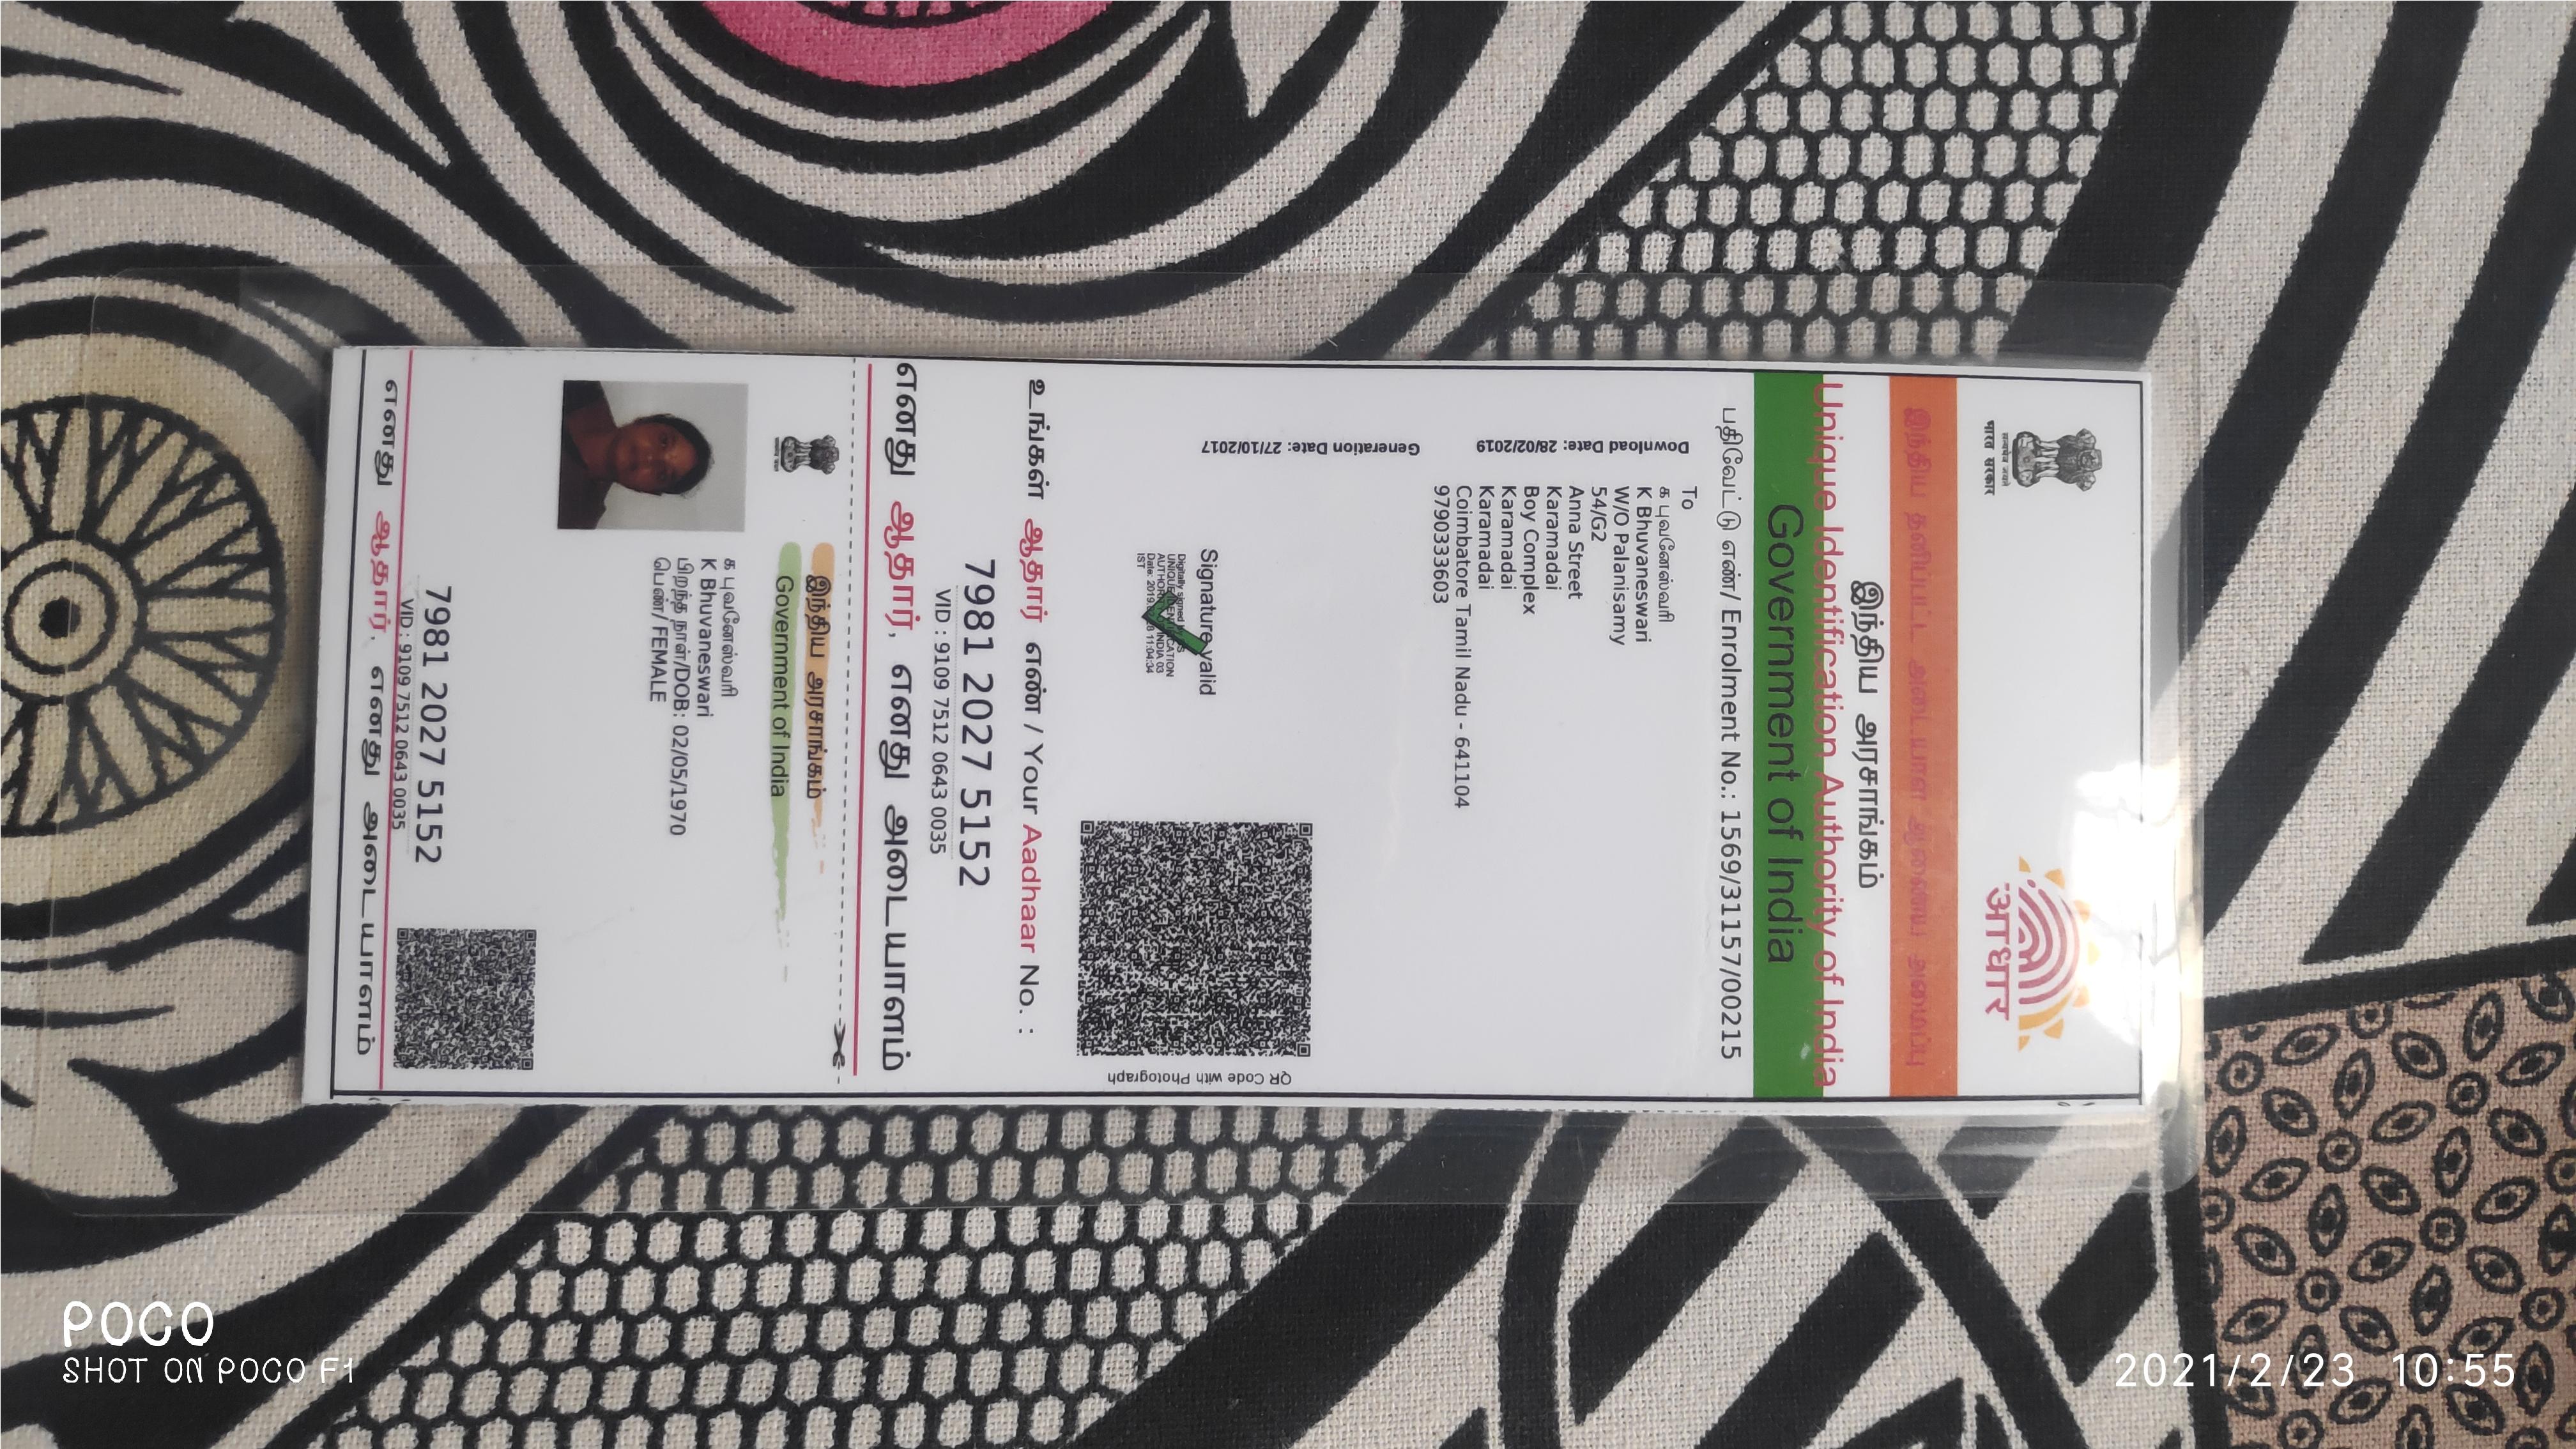 सत्यमेव जयते
भारत सरकार
आधार
இந்திய தனிப்பட்ட அடையாள ஆணைய அமைப்பு
இந்திய அரசாங்கம்
Unique Identification Authority of India
Government of India
பதிவேட்டு எண்/ Enrolment No.: 1569/31157/00215
Download Date: 28/02/2019
Generation Date: 27/10/2017
To
க புவனேஸ்வரி
K Bhuvaneswari
W/O Palanisamy
54/G2
Anna Street
Karamadai
Boy Complex
Karamadai
Karamadai
Coimbatore Tamil Nadu - 641104
9790333603
Signature valid
Digitally signed by
UNIQUE
AUTHORITY OF INDIA 03
11:04:34
IST
QR Code with Photograph
உங்கள் ஆதார் எண் / Your Aadhaar No. :
7981 2027 5152
VID : 9109 7512 0643 0035
எனது ஆதார், எனது அடையாளம்
இந்திய அரசாங்கம்
Government of India
க புவனேஸ்வரி
K Bhuvaneswari
பிறந்த நாள்/DOB: 02/05/1970
பெண்/ FEMALE
7981 2027 5152
VID : 9109 7512 0643 0035
எனது ஆதார், எனது அடையாளம்
2021/2/23 10:55
POCO
SHOT ON POCO F1